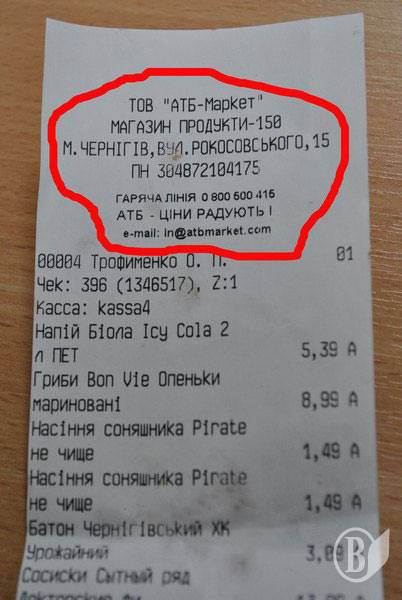 ТОВ "АТБ-Маркет"
МАГАЗИН ПРОДУКТИ-150
М.ЧЕРНІГІВ,ВУЛ.РОКОСОВСЬКОГО,15
ПН 304872104175
ГАРЯЧА ЛІНІЯ 0 800 500 415
АТБ - ЦІНИ РАДУЮТЬ !
e-mail: in@atbmarket.com
00004 Трофименко О. П. 01
Чек: 396 (1346517), Z:1
Касса: kassa4
Напій Біола Icy Cola 2
л ПЕТ 5,39 А
Гриби Bon Vie Опеньки
мариновані 8,99 А
Насіння соняшника Pirate
не чище 1,49 А
Насіння соняшника Pirate
не чище 1,49 А
Батон Чернігівський ХК
Урожайний 3,09
Сосиски Сытный ряд